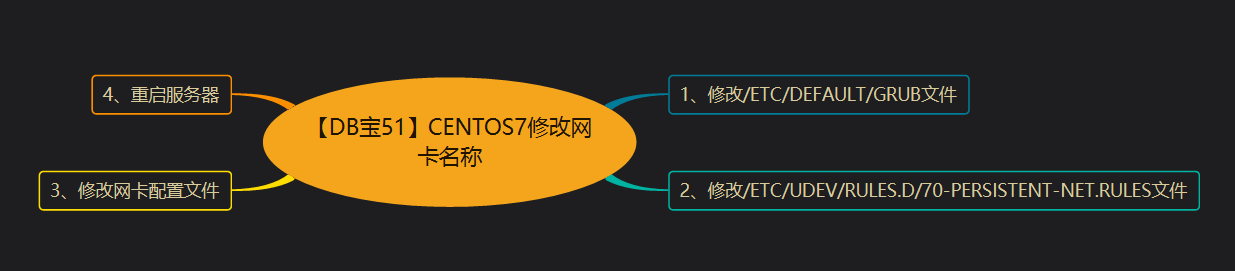 【DB宝51】CENTOS7修改网
卡名称
1、修改/ETC/DEFAULT/GRUB文件
2、修改/ETC/UDEV/RULES.D/70-PERSISTENT-NET.RULES文件
3、修改网卡配置文件
4、重启服务器